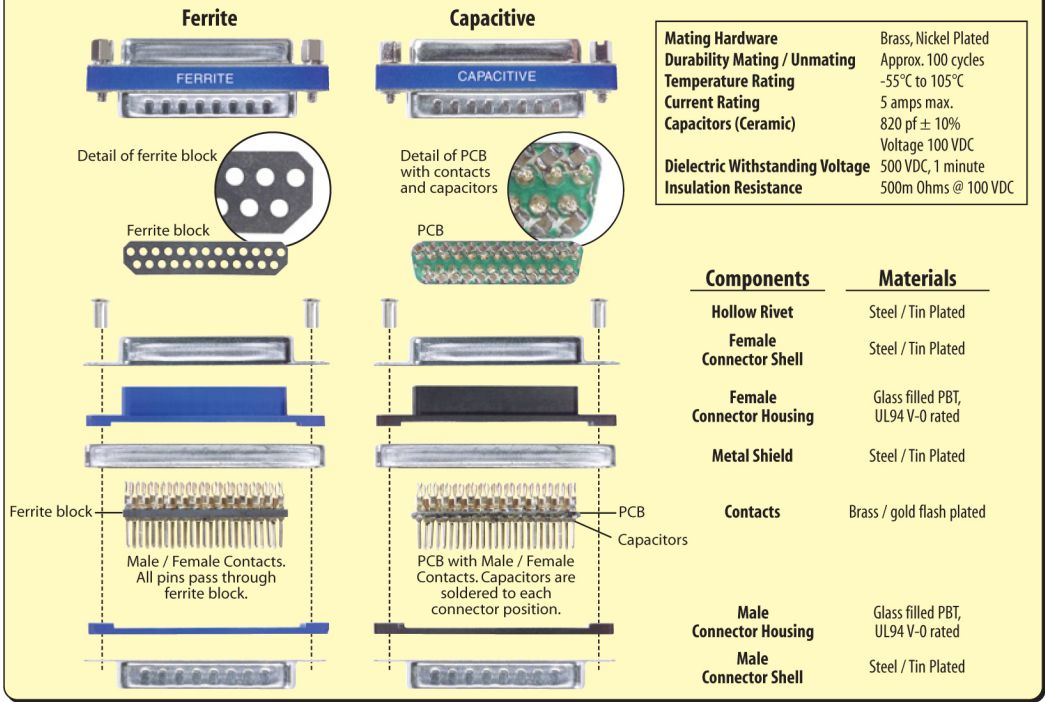 Ferrite
Capacitive
FERRITE
CAPACITIVE
Mating Hardware Brass, Nickel Plated
Durability Mating / Unmating Approx. 100 cycles
Temperature Rating -55°C to 105°C
Current Rating 5 amps max.
Capacitors (Ceramic) 820 pf ± 10%
Voltage 100 VDC
Dielectric Withstanding Voltage 500 VDC, 1 minute
Insulation Resistance 500m Ohms @ 100 VDC
Detail of ferrite block
Ferrite block
Detail of PCB
with contacts
and capacitors
PCB
Components Materials
Hollow Rivet Steel / Tin Plated
Female
Connector Shell
Steel / Tin Plated
Female
Connector Housing
Glass filled PBT,
UL94 V-0 rated
Metal Shield Steel / Tin Plated
Ferrite block
PCB
Capacitors
Contacts Brass / gold flash plated
Male / Female Contacts.
All pins pass through
ferrite block.
PCB with Male / Female
Contacts. Capacitors are
soldered to each
connector position.
Male
Connector Housing
Glass filled PBT,
UL94 V-0 rated
Male
Connector Shell
Steel / Tin Plated